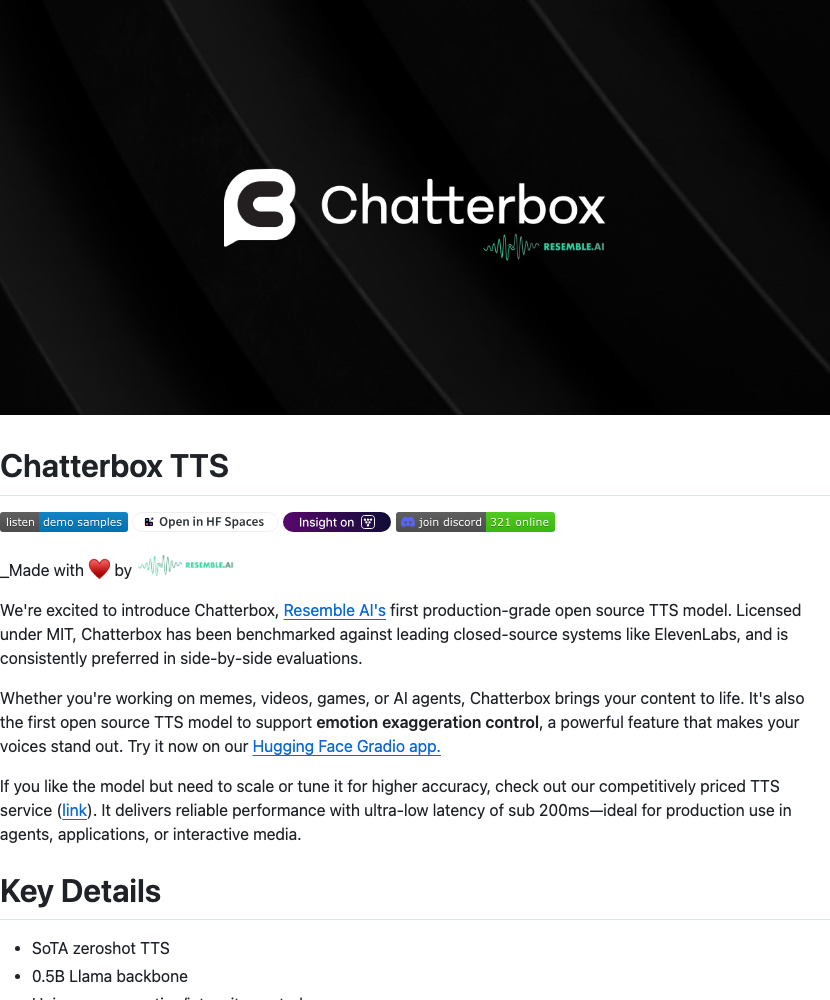 Chatterbox
RESEMBLE.AI
Chatterbox TTS
listen demo samples Open in HF Spaces Insight on join discord 321 online
_Made with ❤️ by RESEMBLE.AI
We're excited to introduce Chatterbox, Resemble AI's first production-grade open source TTS model. Licensed
under MIT, Chatterbox has been benchmarked against leading closed-source systems like ElevenLabs, and is
consistently preferred in side-by-side evaluations.
Whether you're working on memes, videos, games, or AI agents, Chatterbox brings your content to life. It's also
the first open source TTS model to support emotion exaggeration control, a powerful feature that makes your
voices stand out. Try it now on our Hugging Face Gradio app.
If you like the model but need to scale or tune it for higher accuracy, check out our competitively priced TTS
service (link). It delivers reliable performance with ultra-low latency of sub 200ms—ideal for production use in
agents, applications, or interactive media.
Key Details
• SoTA zeroshot TTS
• 0.5B Llama backbone